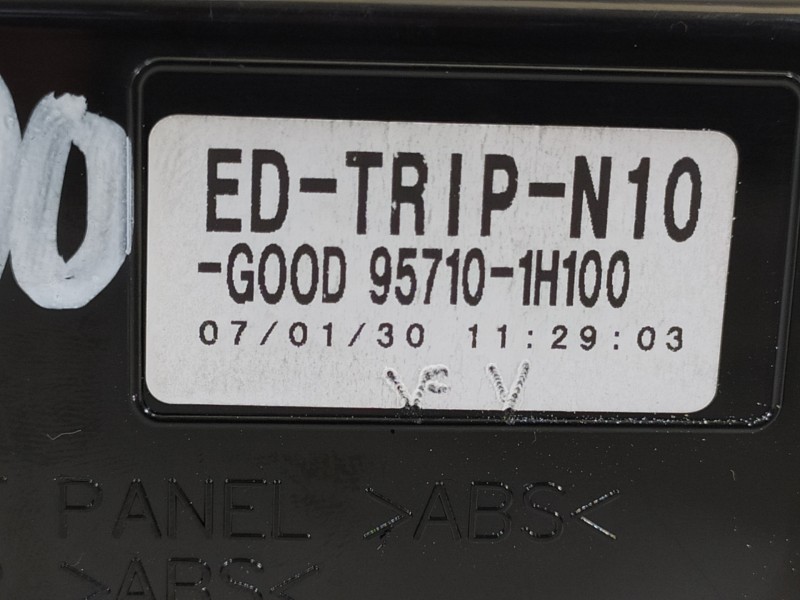 ED-TRIP-N10
-GOOD 95710-1H100
07/01/30 11:29:03
PANEL >ABS<
>ABS<